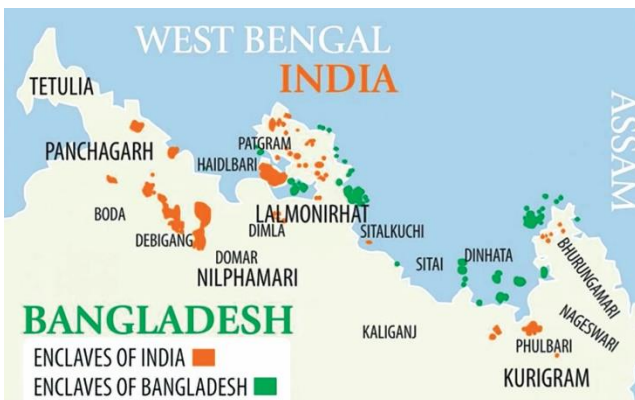 WEST BENGAL
INDIA
TETULIA
ASSAM
PATGRAM
PANCHAGARH
HAIDLBARI
BODA
LALMONIRHAT
DIMLA
SITALKUCHI
DEBIGANG
DOMAR
SITAI
DINHATA
BHURUNGAMARI
NILPHAMARI
BANGLADESH
NAGESWARI
KALIGANJ
PHULBARI
ENCLAVES OF INDIA
KURIGRAM
ENCLAVES OF BANGLADESH